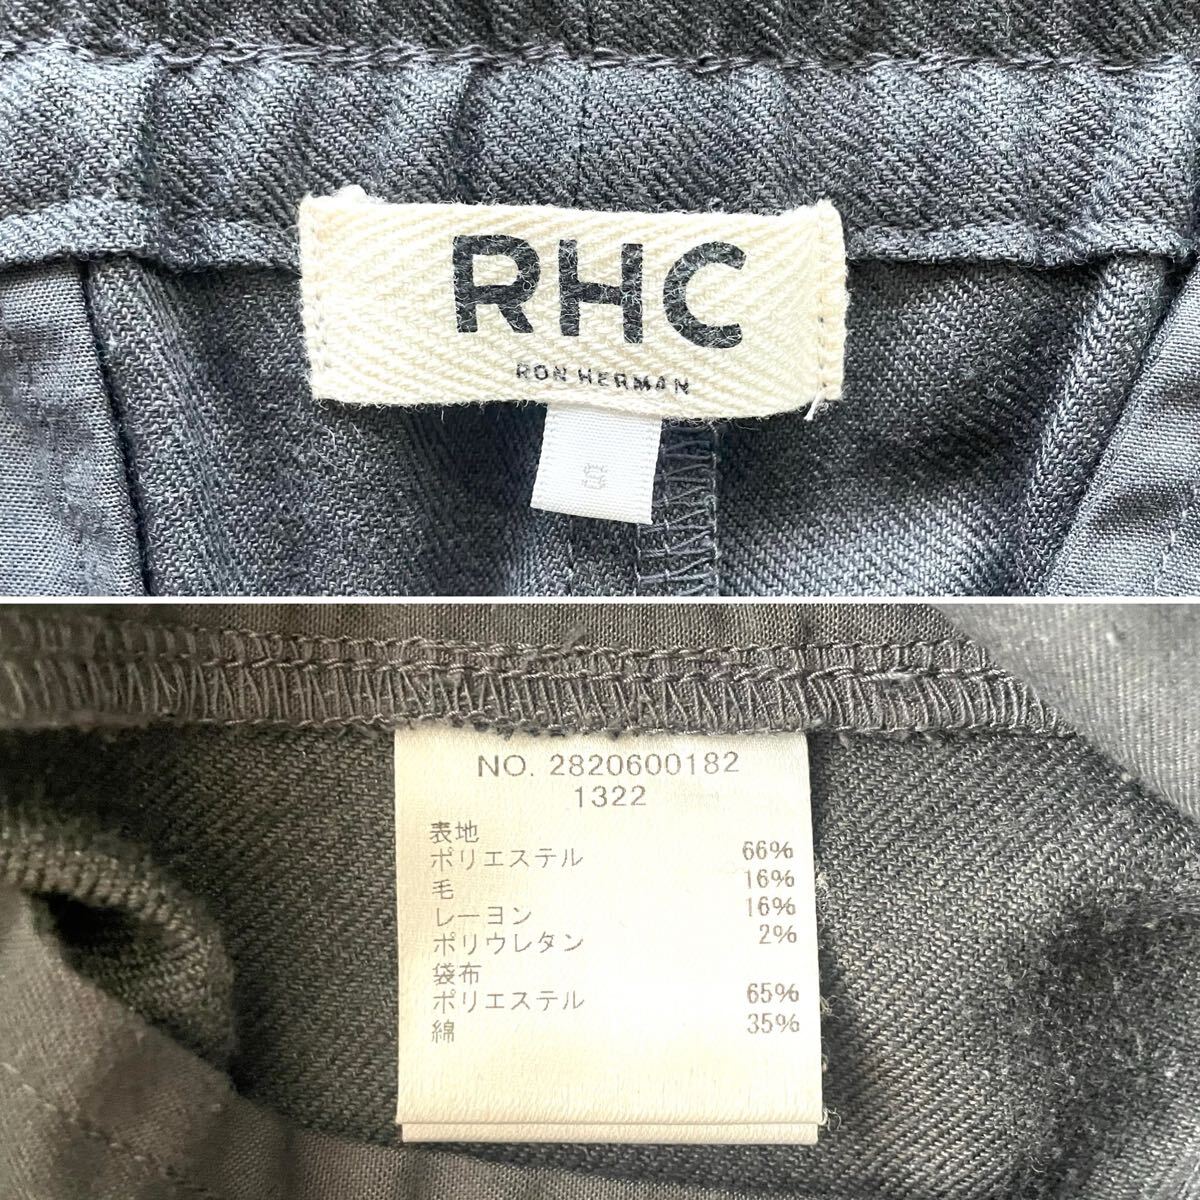 RHC
RON HERMAN
S
NO. 2820600182
1322
表地
ポリエステル 66%
毛 16%
レーヨン 16%
ポリウレタン 2%
袋布
ポリエステル 65%
綿 35%